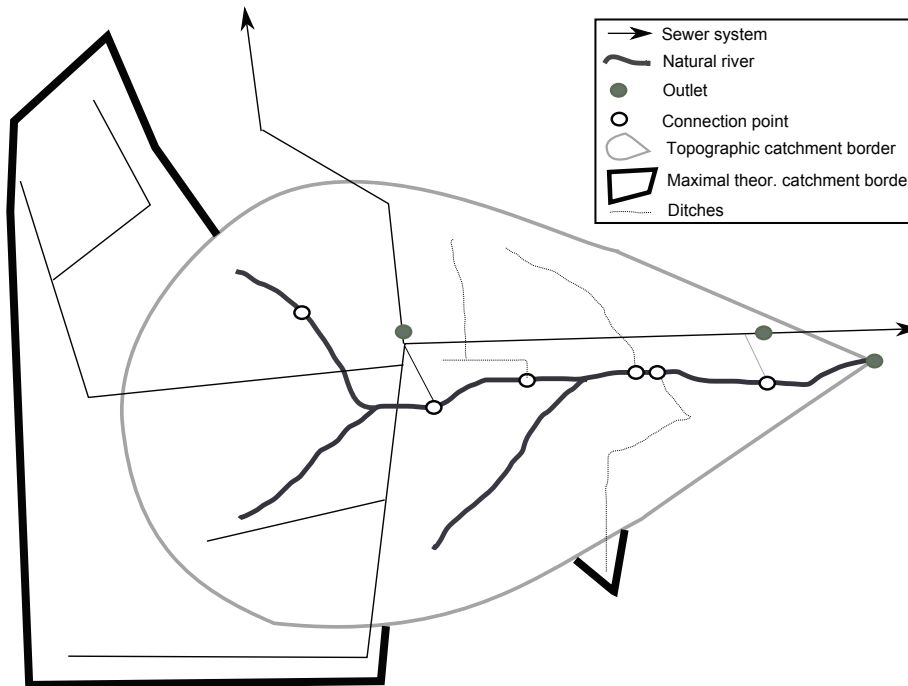 Sewer system
Natural river
Outlet
Connection point
Topographic catchment border
Maximal theor. catchment borde
Ditches